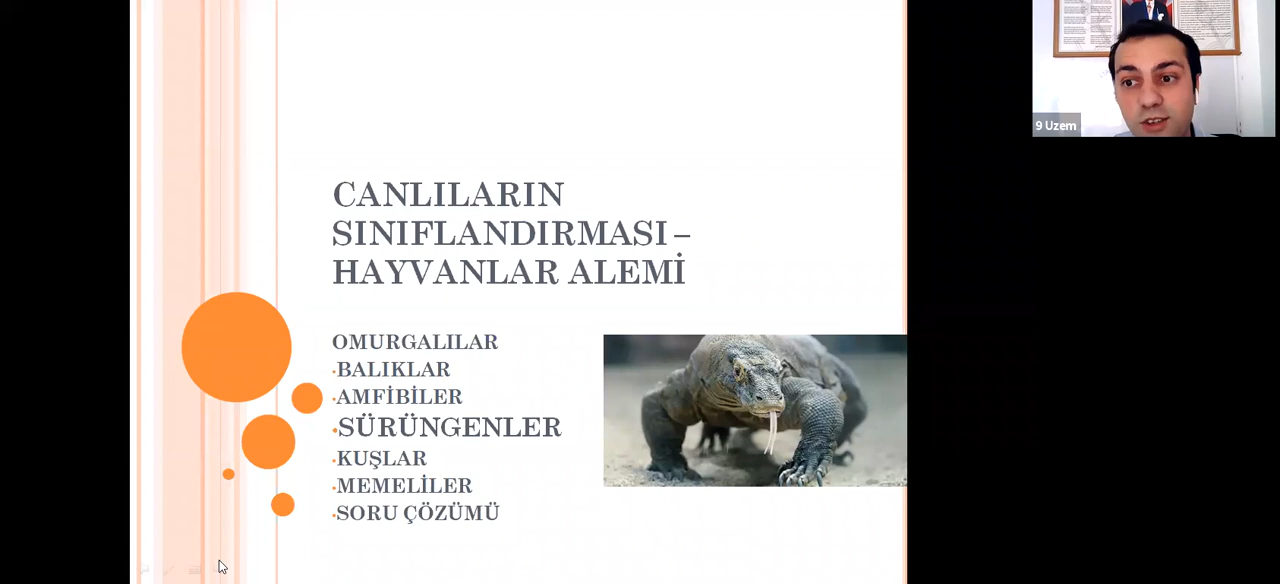 CANLILARIN
SINIFLANDIRMASI –
HAYVANLAR ALEMİ
OMURGALILAR
•BALIKLAR
•AMFİBİLER
•SÜRÜNGENLER
•KUŞLAR
•MEMELİLER
•SORU ÇÖZÜMÜ
9 Uzem